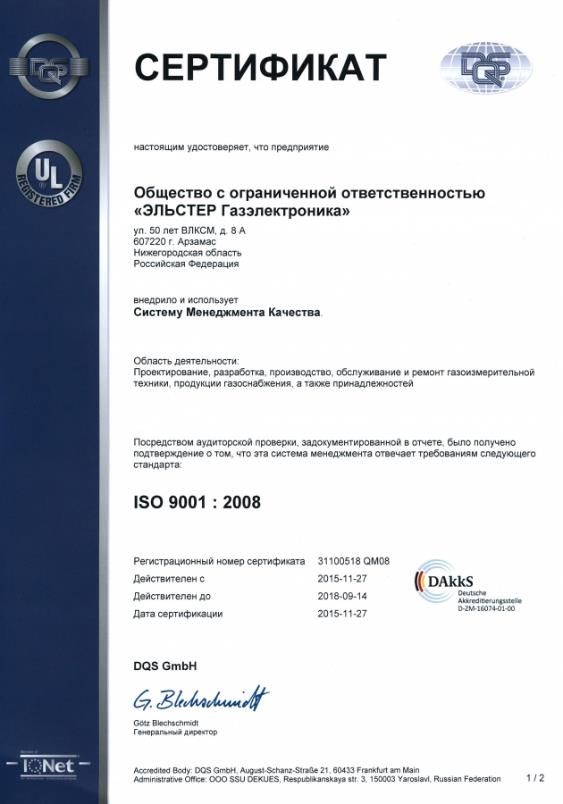 DQS
СЕРТИФИКАТ
DQS
настоящим удостоверяет, что предприятие
UL
®
REGISTERED FIRM
Общество с ограниченной ответственностью
«ЭЛЬСТЕР Газэлектроника»
ул. 50 лет ВЛКСМ, д. 8 А
607220 г. Арзамас
Нижегородская область
Российская Федерация
внедрило и использует
Систему Менеджмента Качества.
Область деятельности:
Проектирование, разработка, производство, обслуживание и ремонт газоизмерительной
техники, продукции газоснабжения, а также принадлежностей
Посредством аудиторской проверки, задокументированной в отчете, было получено
подтверждение о том, что эта система менеджмента отвечает требованиям следующего
стандарта:
ISO 9001 : 2008
Регистрационный номер сертификата 31100518 QM08
Действителен с 2015-11-27
Действителен до 2018-09-14
Дата сертификации 2015-11-27
DAkkS
Deutsche
Akkreditierungsstelle
D-ZM-16074-01-00
DQS GmbH
G. Blechschmidt
Götz Blechschmidt
Генеральный директор
IQNet
Accredited Body: DQS GmbH, August-Schanz-Straße 21, 60433 Frankfurt am Main
Administrative Office: OOO SSU DEKUES, Respublikanskaya str. 3, 150003 Yaroslavl, Russian Federation 1 / 2